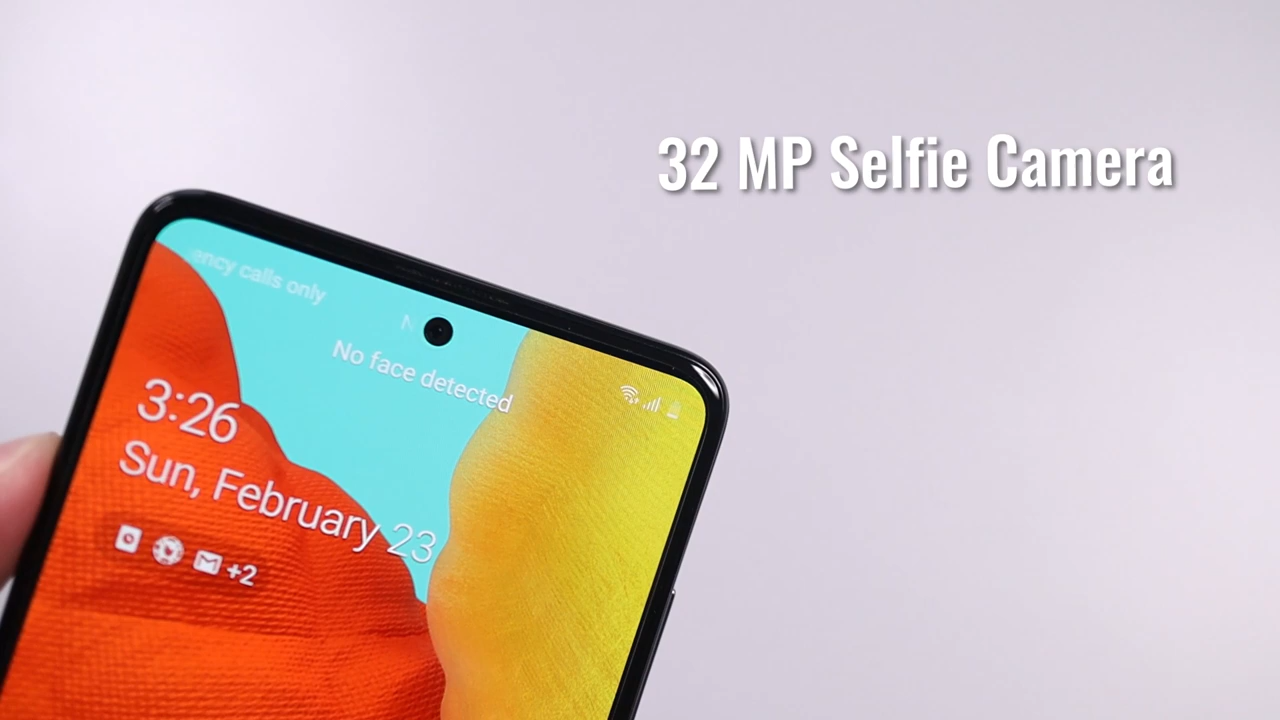 32 MP Selfie Camera
ency calls only
N
No face detected
3:26
Sun, February 23
+2